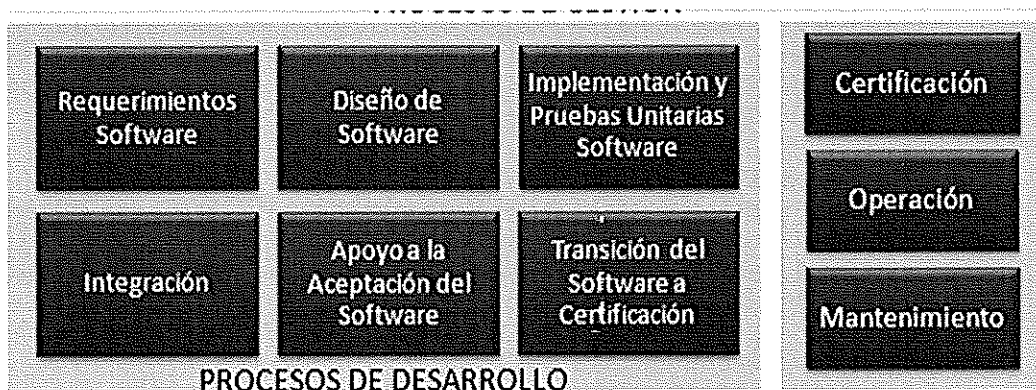 Requerimientos
Software
Diseño de
Software
Implementación y
Pruebas Unitarias
Software
Integración
Apoyo a la
Aceptación del
Software
Transición del
Software a
Certificación
PROCESOS DE DESARROLLO
Certificación
Operación
Mantenimiento